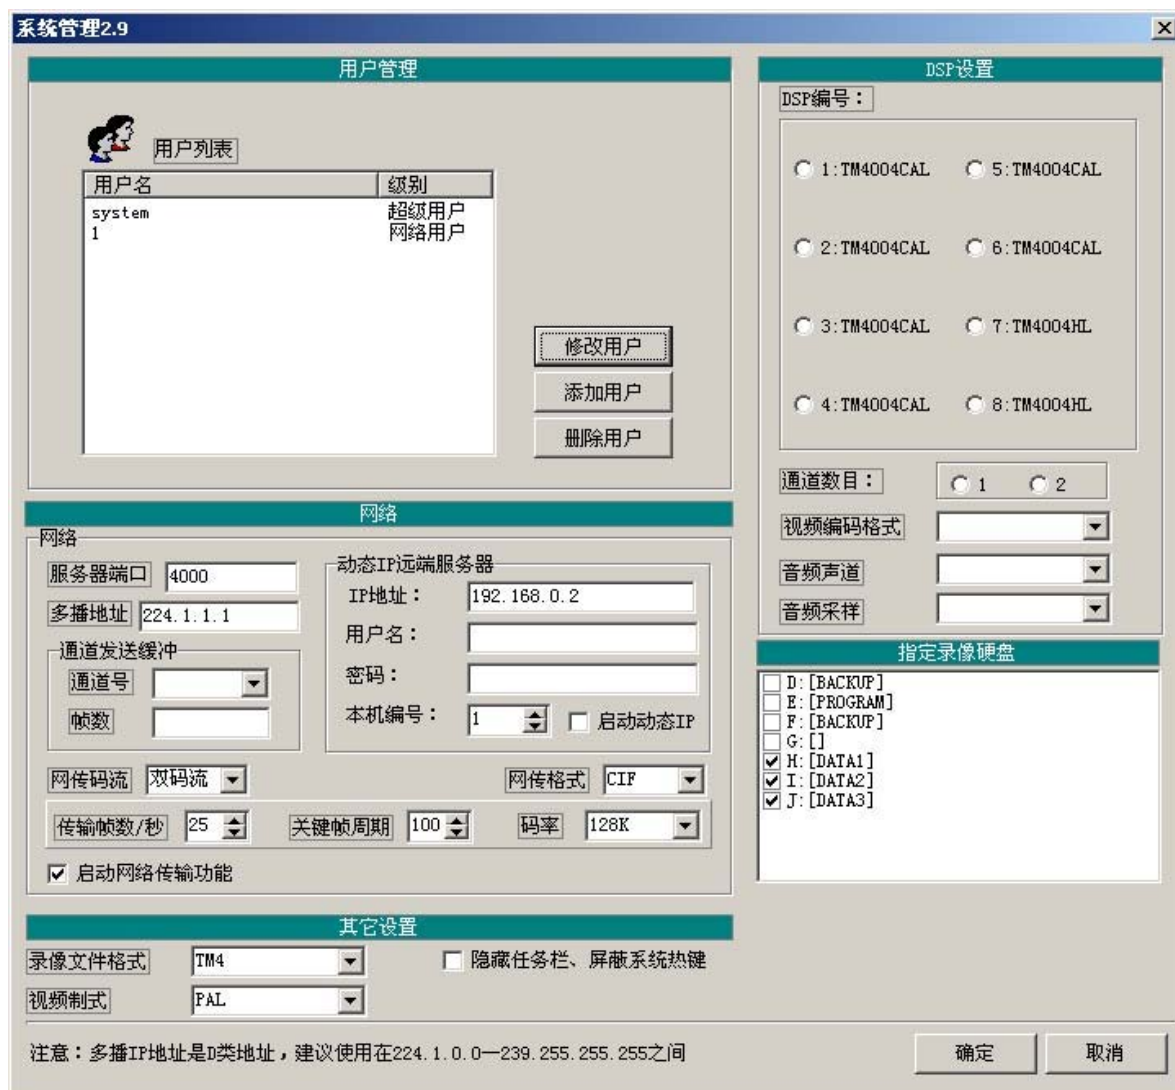 系统管理2.9
用户管理
用户列表
用户名 级别
system 超级用户
1 网络用户
修改用户
添加用户
删除用户
网络
网络
服务器端口 4000
多播地址 224.1.1.1
通道发送缓冲
通道号
帧数
动态IP远端服务器
IP地址： 192.168.0.2
用户名：
密码：
本机编号： 1 启动动态IP
网传码流 双码流 网传格式 CIF
传输帧数/秒 25 关键帧周期 100 码率 128K
启动网络传输功能
其它设置
录像文件格式 TM4 隐藏任务栏、屏蔽系统热键
视频制式 PAL
DSP设置
DSP编号：
1:TM4004CAL 5:TM4004CAL
2:TM4004CAL 6:TM4004CAL
3:TM4004CAL 7:TM4004HL
4:TM4004CAL 8:TM4004HL
通道数目： 1 2
视频编码格式
音频声道
音频采样
指定录像硬盘
D:[BACKUP]
E:[PROGRAM]
F:[BACKUP]
G:[]
H:[DATA1]
I:[DATA2]
J:[DATA3]
注意：多播IP地址是D类地址，建议使用在224.1.0.0—239.255.255.255之间
确定 取消